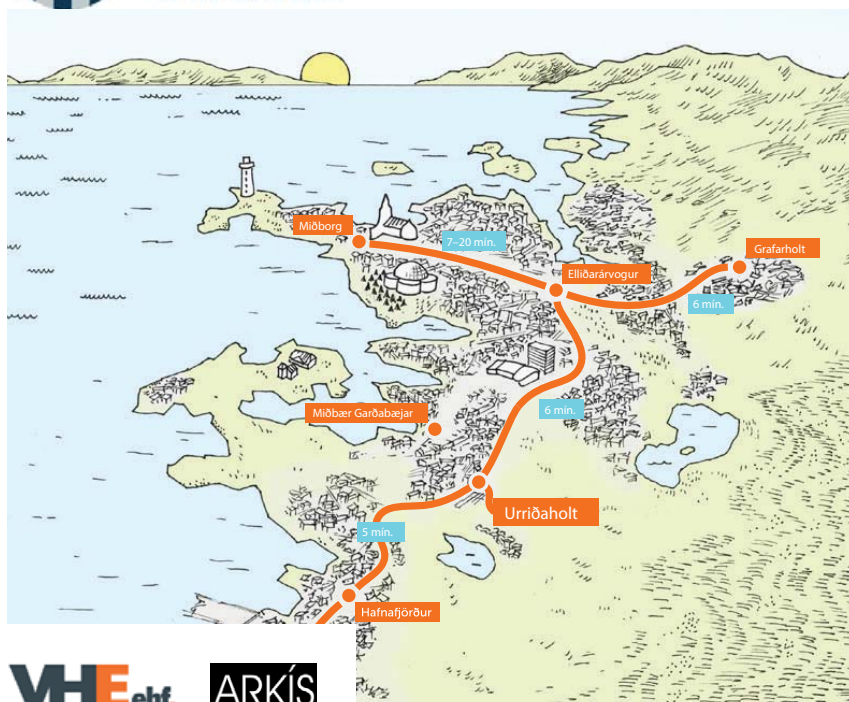 Miðborg
7–20 mín.
Grafarholt
Elliðarárvogur
6 mín.
Miðbær Garðabæjar
6 mín.
Urriðaholt
5 mín.
Hafnafjörður
VHE ehf.
ARKÍS